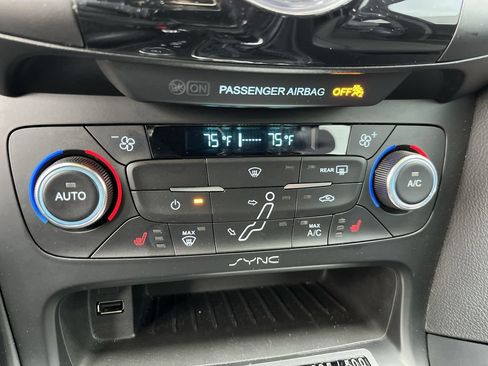 ON PASSENGER AIRBAG OFF
75°F 75°F
REAR
AUTO A/C
MAX MAX A/C
SYNC